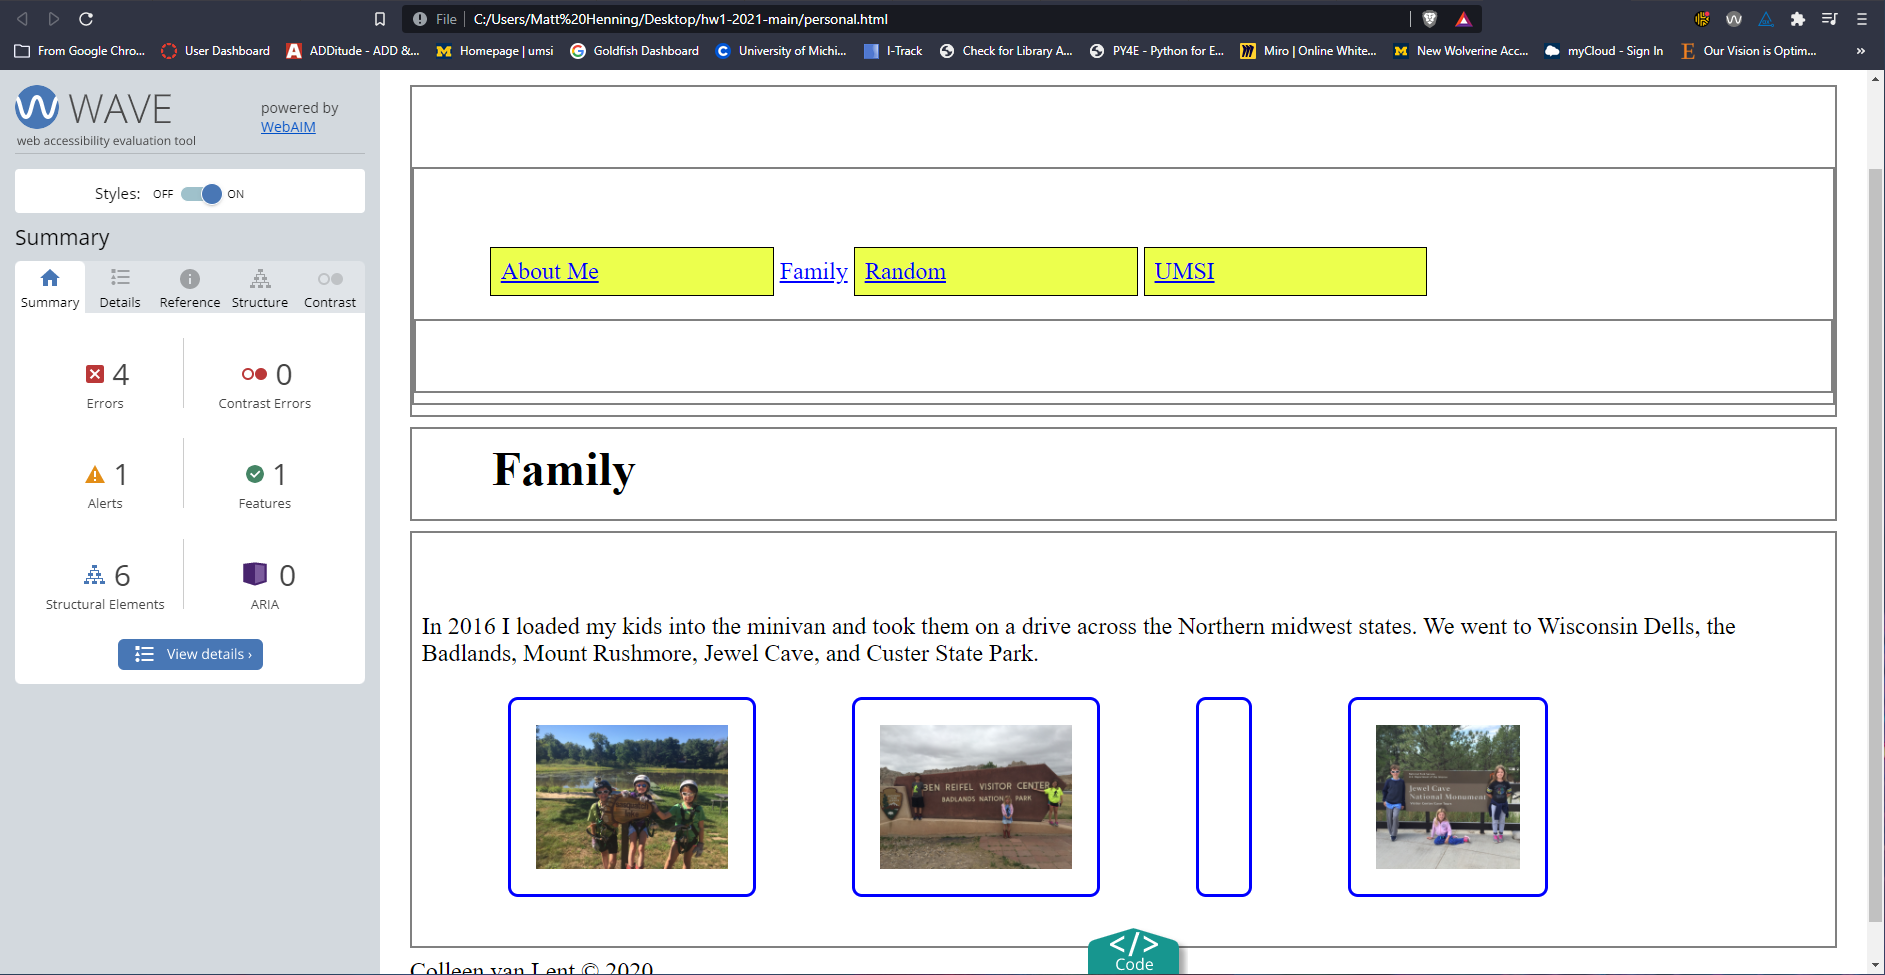 File C:/Users/Matt%20Henning/Desktop/hw1-2021-main/personal.html
From Google Chro... User Dashboard ADDitude - ADD &... Homepage | umsi Goldfish Dashboard University of Michi... I-Track Check for Library A... PY4E - Python for E... Miro | Online White... New Wolverine Acc... myCloud - Sign In Our Vision is Optim... »
WAVE
web accessibility evaluation tool
powered by
WebAIM
Styles: OFF ON
Summary
Summary Details Reference Structure Contrast
4 Errors
0 Contrast Errors
1 Alerts
1 Features
6 Structural Elements
0 ARIA
View details ›
About Me Family Random UMSI
Family
In 2016 I loaded my kids into the minivan and took them on a drive across the Northern midwest states. We went to Wisconsin Dells, the
Badlands, Mount Rushmore, Jewel Cave, and Custer State Park.
BEN REIFEL VISITOR CENTER
BADLANDS NATIONAL PARK
Jewel Cave
National Monument
Colleen van Lent © 2020
</> Code